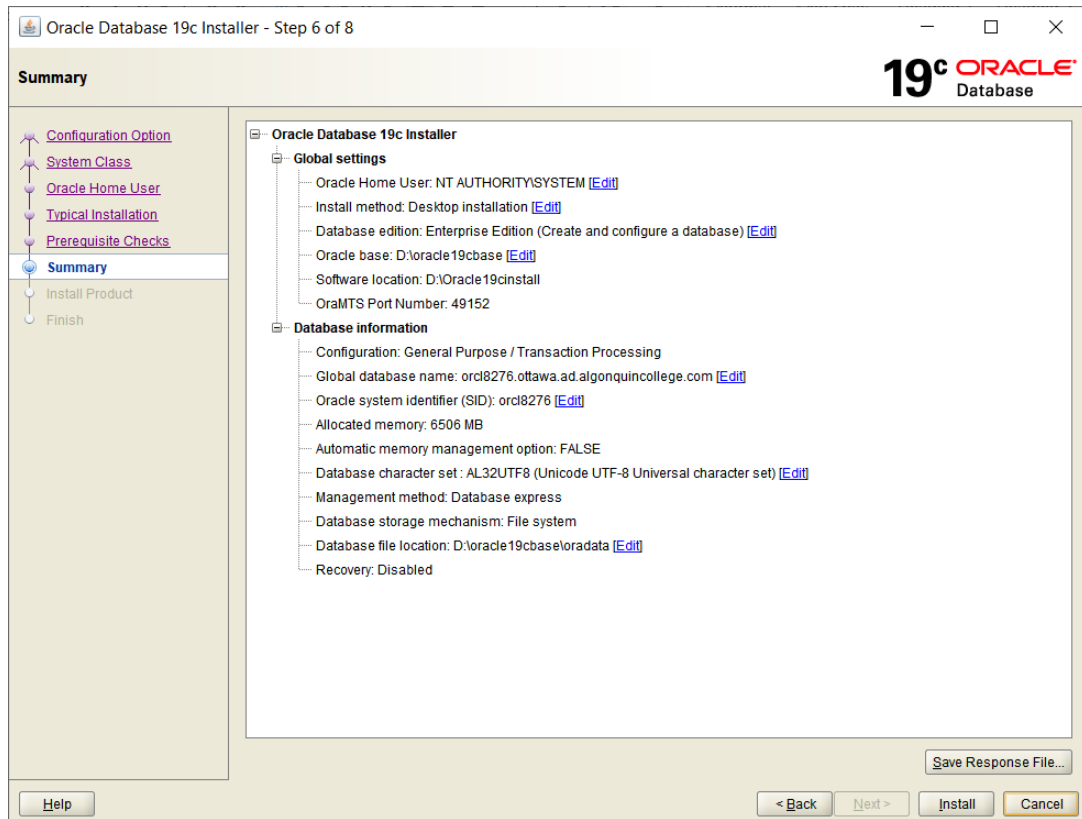 Oracle Database 19c Installer - Step 6 of 8
Summary
19c ORACLE
Database
Configuration Option
System Class
Oracle Home User
Typical Installation
Prerequisite Checks
Summary
Install Product
Finish
Oracle Database 19c Installer
Global settings
Oracle Home User: NT AUTHORITY\SYSTEM [Edit]
Install method: Desktop installation [Edit]
Database edition: Enterprise Edition (Create and configure a database) [Edit]
Oracle base: D:\oracle19cbase [Edit]
Software location: D:\Oracle19cinstall
OraMTS Port Number: 49152
Database information
Configuration: General Purpose / Transaction Processing
Global database name: orcl8276.ottawa.ad.algonquincollege.com [Edit]
Oracle system identifier (SID): orcl8276 [Edit]
Allocated memory: 6506 MB
Automatic memory management option: FALSE
Database character set : AL32UTF8 (Unicode UTF-8 Universal character set) [Edit]
Management method: Database express
Database storage mechanism: File system
Database file location: D:\oracle19cbase\oradata [Edit]
Recovery: Disabled
Save Response File...
Help
< Back
Next >
Install
Cancel